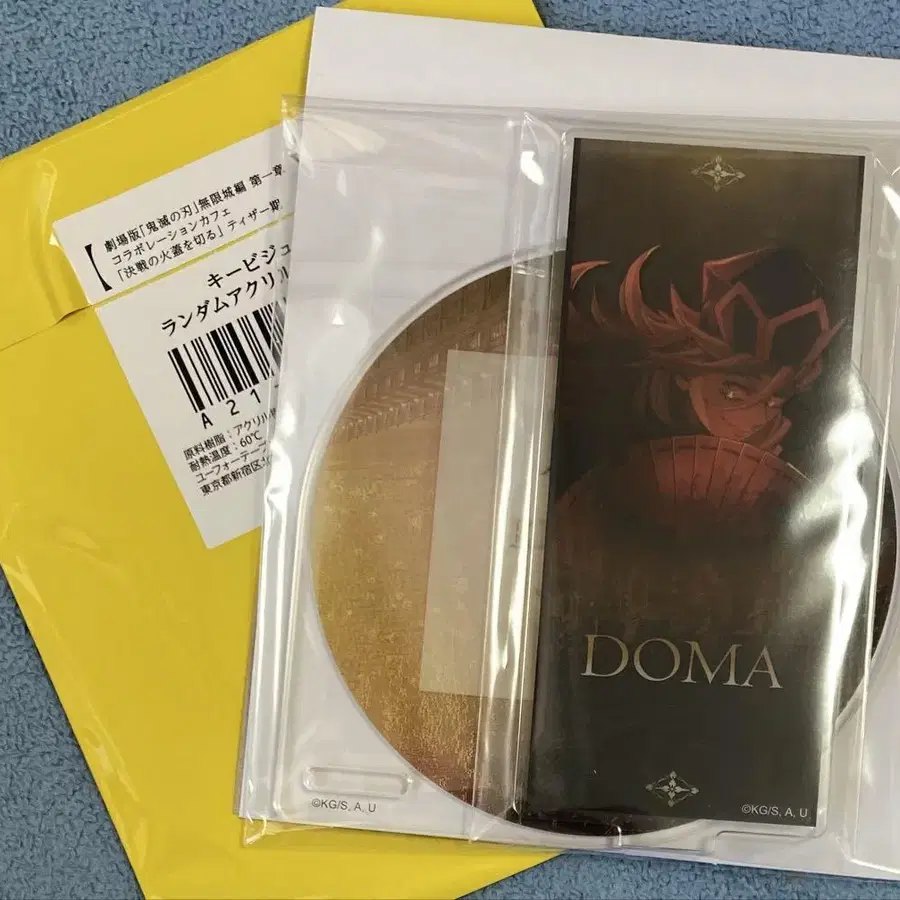 劇場版「鬼滅の刃」無限城編 第一章
コラボレーションカフェ
「決戦の火蓋を切る」ティザー期
キービジュ
ランダムアクリル
A21
原料樹脂:アクリル
耐熱温度:60℃
ユーフォーテーブ
東京都新宿区
DOMA
©KG/S, A, U
©KG/S, A, U